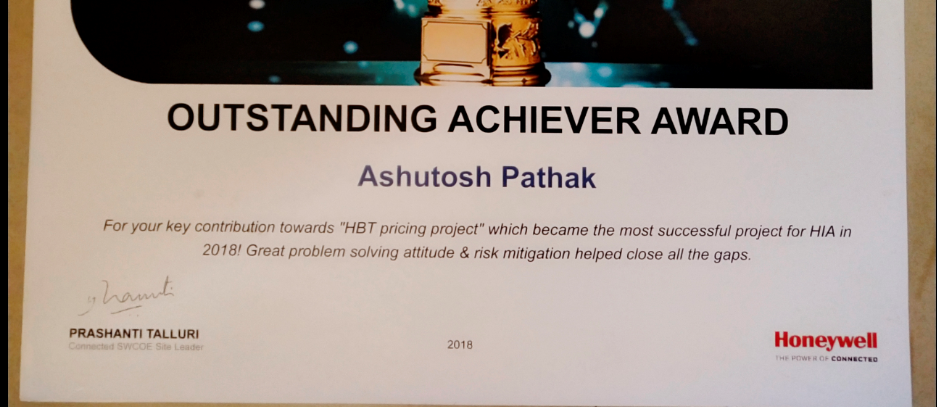 OUTSTANDING ACHIEVER AWARD
Ashutosh Pathak
For your key contribution towards "HBT pricing project" which became the most successful project for HIA in
2018! Great problem solving attitude & risk mitigation helped close all the gaps.
PRASHANTI TALLURI
Connected SWCOE Site Leader
2018
Honeywell
THE POWER OF CONNECTED